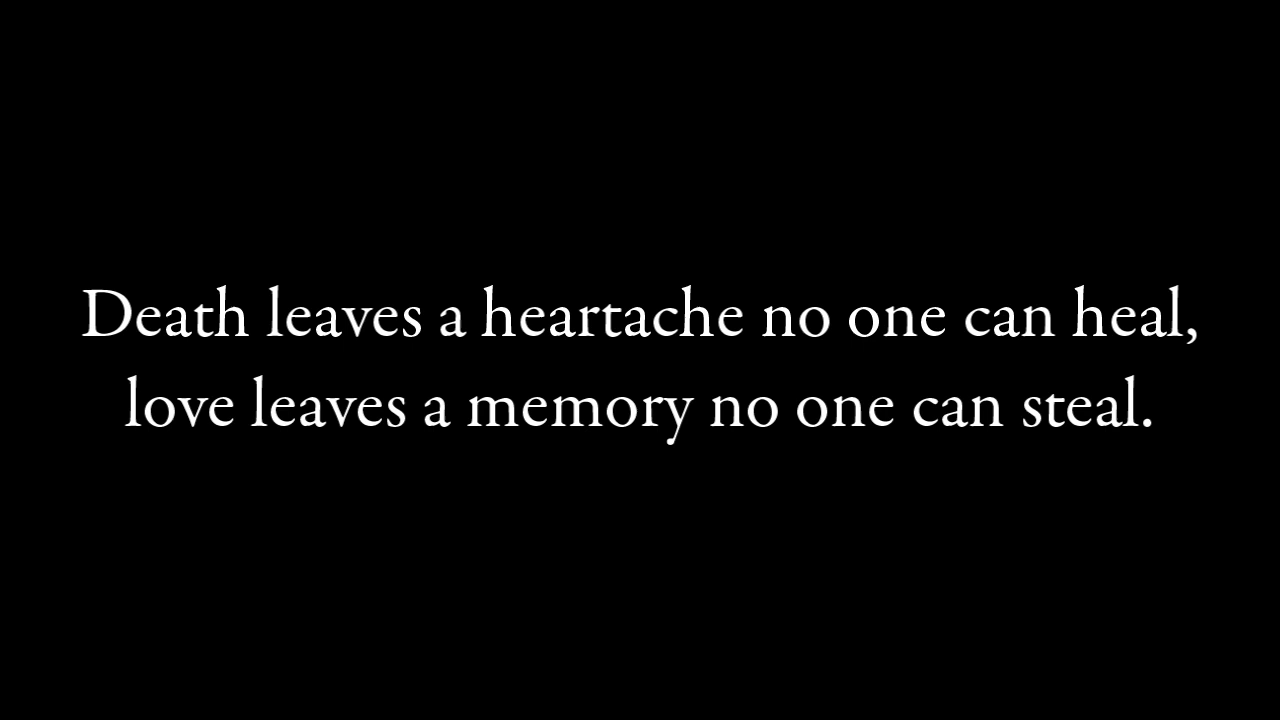 Death leaves a heartache no one can heal,
love leaves a memory no one can steal.